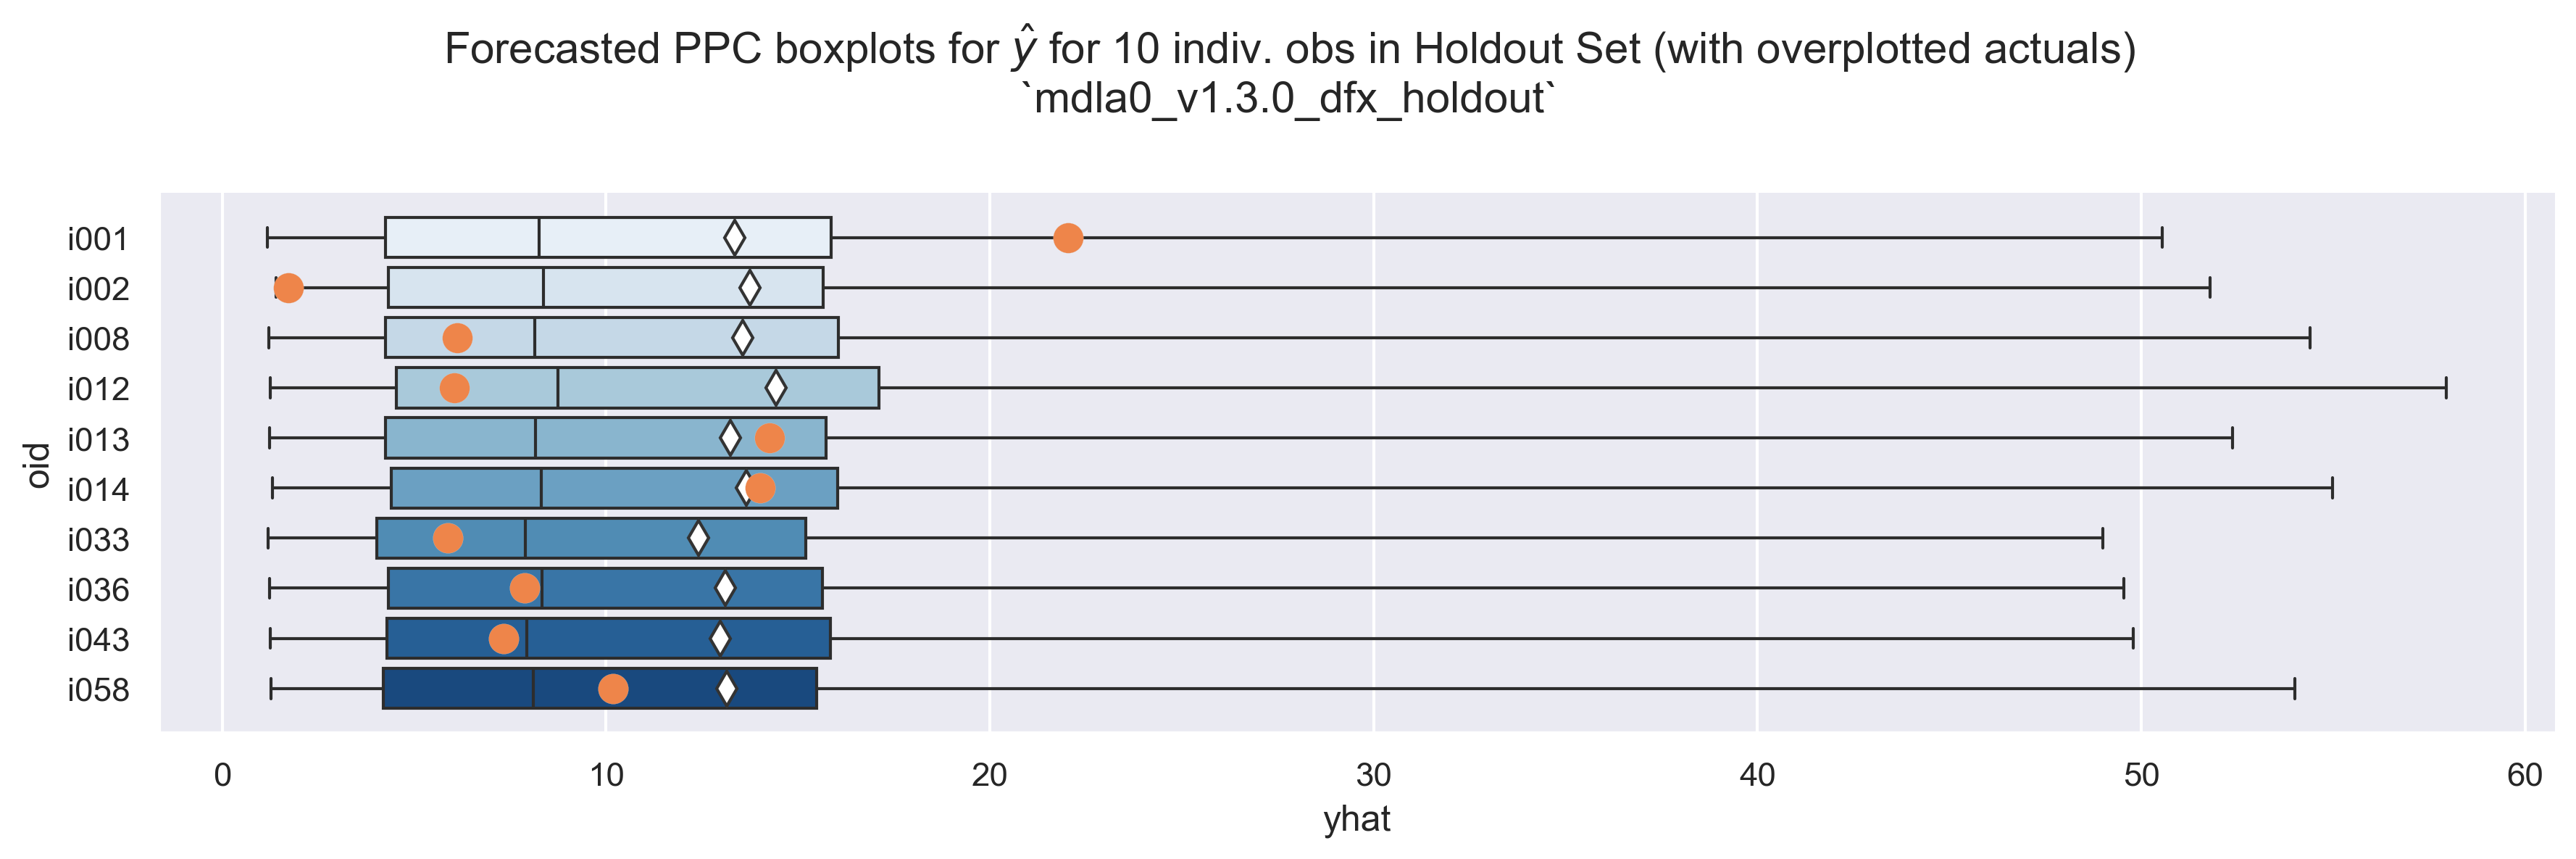 Forecasted PPC boxplots for ŷ for 10 indiv. obs in Holdout Set (with overplotted actuals)
`mdla0_v1.3.0_dfx_holdout`
oid
i001
i002
i008
i012
i013
i014
i033
i036
i043
i058
0 10 20 30 40 50 60
yhat